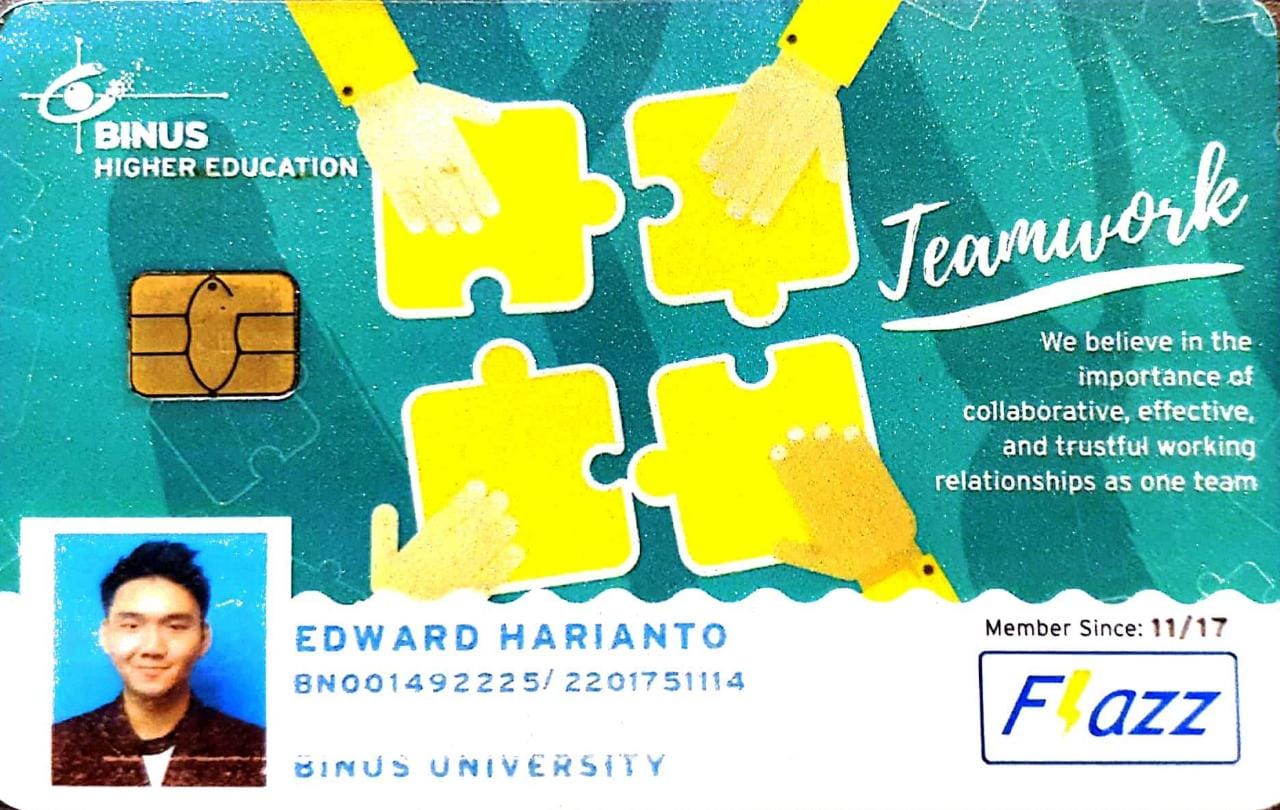 BINUS
HIGHER EDUCATION
Teamwork
We believe in the
importance of
collaborative, effective,
and trustful working
relationships as one team
EDWARD HARIANTO
BN001492225/ 2201751114
BINUS UNIVERSITY
Member Since: 11/17
Flazz